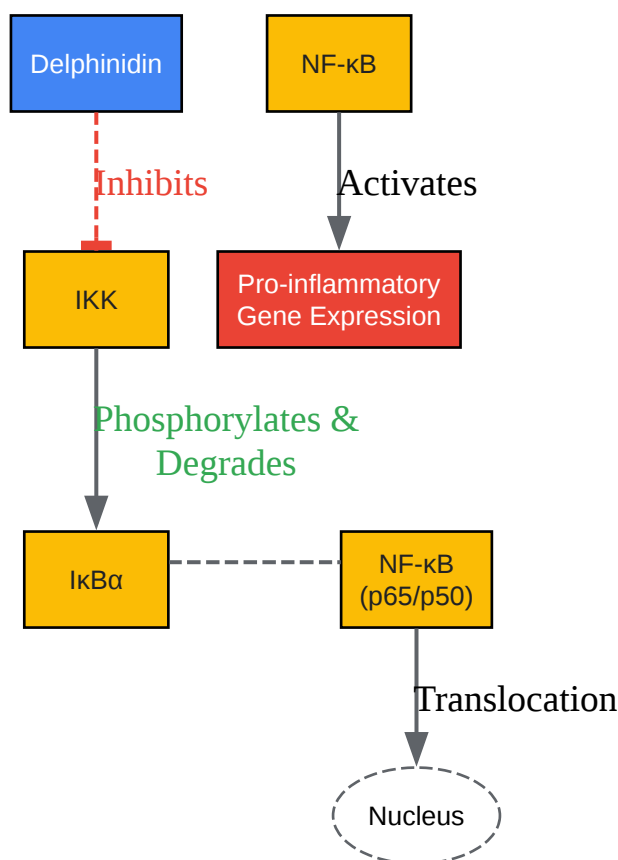 Delphinidin
NF-κB
Inhibits
Activates
IKK
Pro-inflammatory
Gene Expression
Phosphorylates &
Degrades
IκBα
NF-κB
(p65/p50)
Translocation
Nucleus